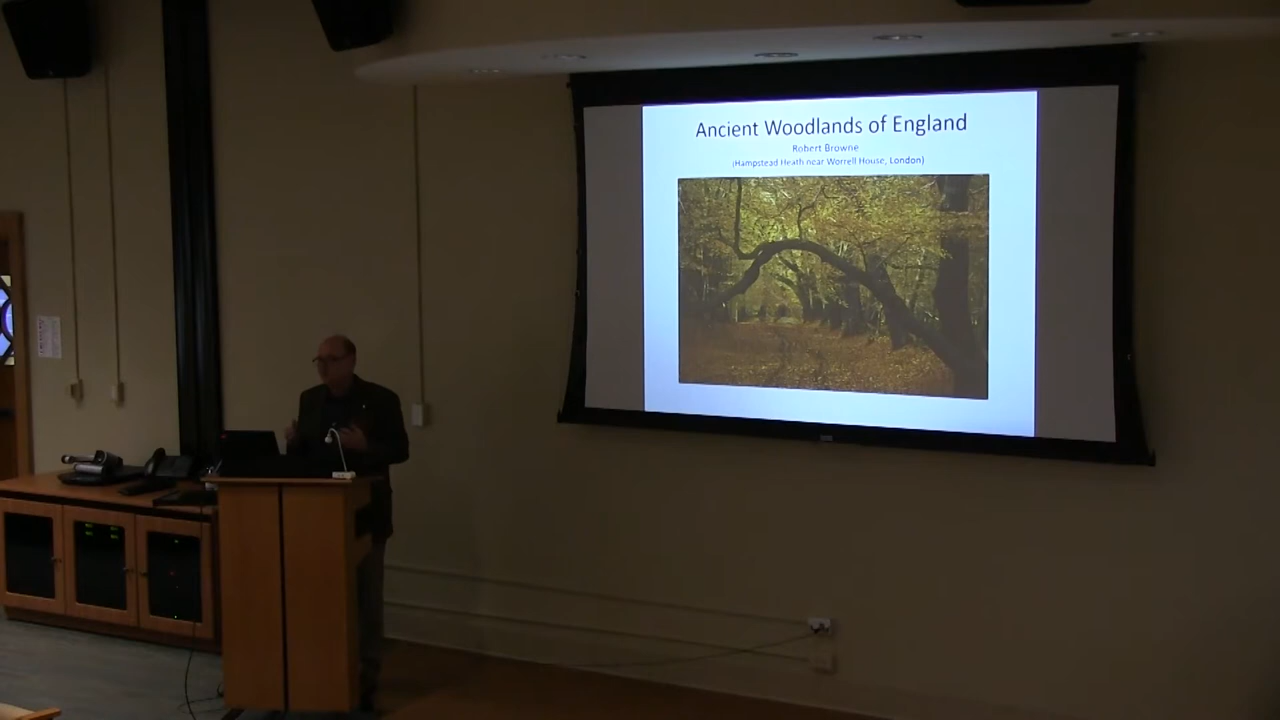 Ancient Woodlands of England
Robert Browne
(Hampstead Heath near Worrell House, London)